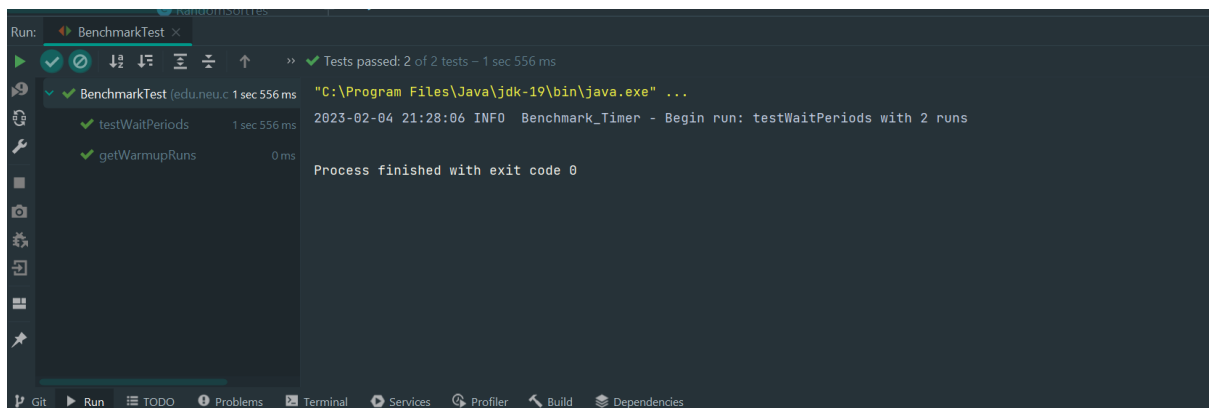 RandomSortTes
Run: BenchmarkTest
Tests passed: 2 of 2 tests – 1 sec 556 ms
BenchmarkTest (edu.neu.c 1 sec 556 ms
testWaitPeriods 1 sec 556 ms
getWarmupRuns 0 ms
"C:\Program Files\Java\jdk-19\bin\java.exe" ...
2023-02-04 21:28:06 INFO  Benchmark_Timer - Begin run: testWaitPeriods with 2 runs
Process finished with exit code 0
Git Run TODO Problems Terminal Services Profiler Build Dependencies